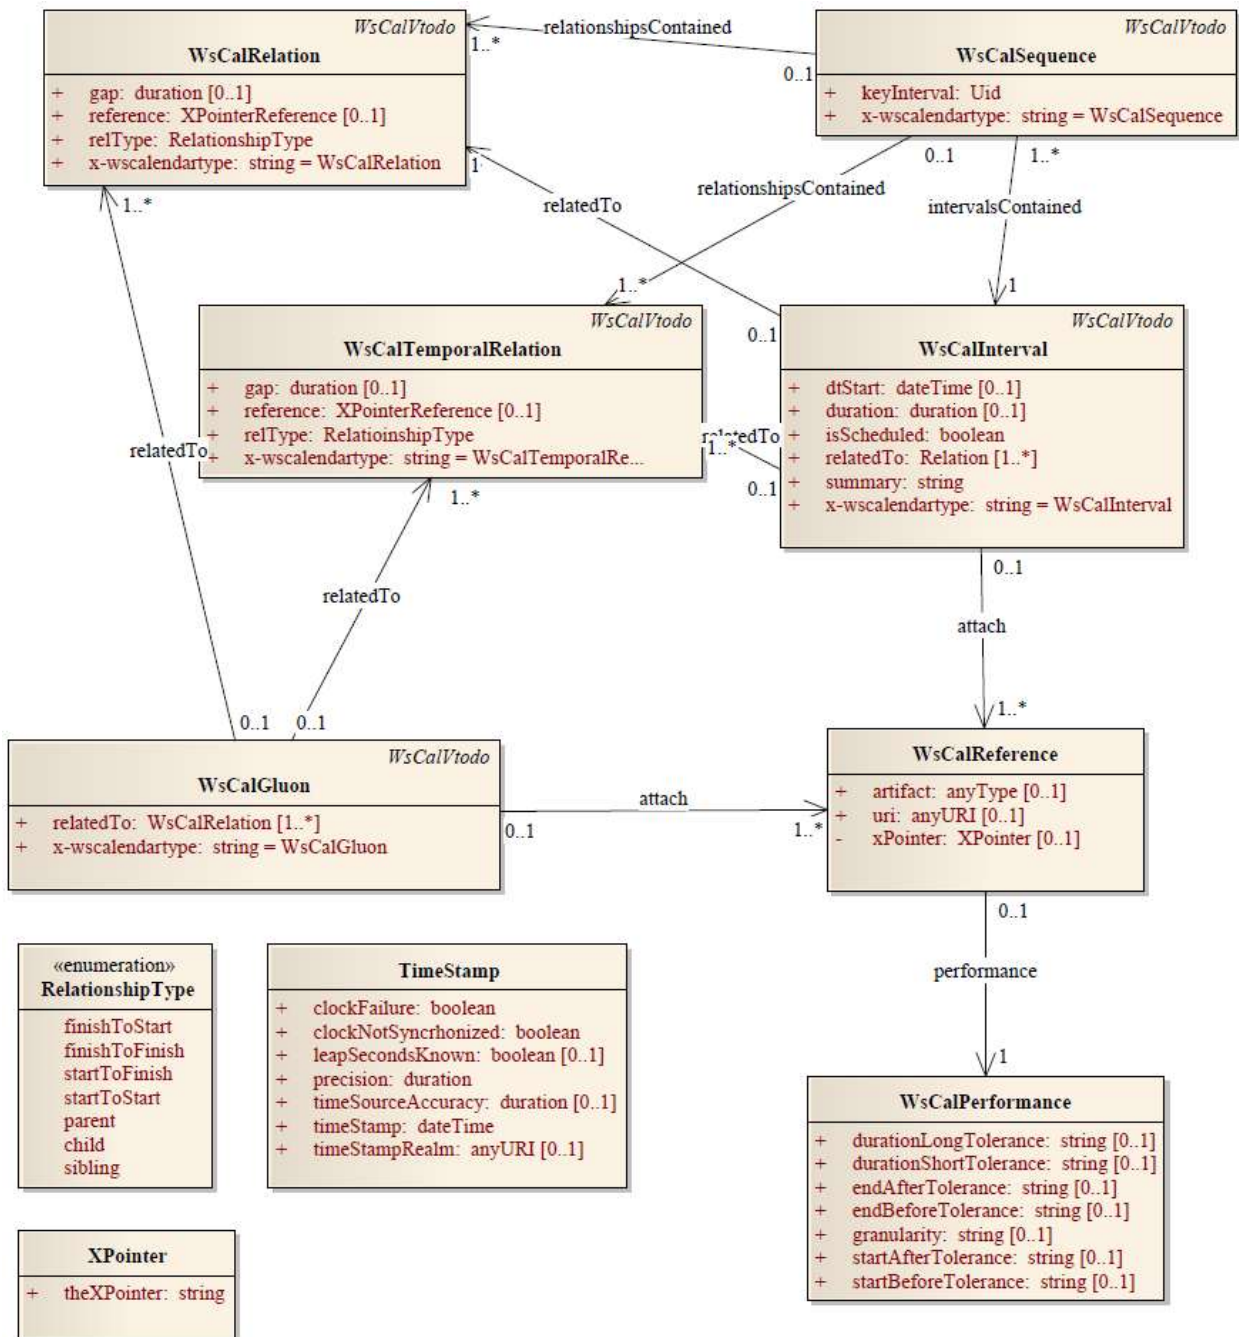 WsCalVtodo
WsCalRelation
+ gap: duration [0..1]
+ reference: XPointerReference [0..1]
+ relType: RelationshipType
+ x-wscalendartype: string = WsCalRelation
1..*
relationshipsContained
0..1
WsCalVtodo
WsCalSequence
+ keyInterval: Uid
+ x-wscalendartype: string = WsCalSequence
1
0..1
1..*
relationshipsContained
relatedTo
intervalsContained
1..*
1..*
1
WsCalVtodo
WsCalTemporalRelation
+ gap: duration [0..1]
+ reference: XPointerReference [0..1]
+ relType: RelatioinshipType
+ x-wscalendartype: string = WsCalTemporalRe...
0..1
relatedTo
1..*
0..1
WsCalVtodo
WsCalInterval
+ dtStart: dateTime [0..1]
+ duration: duration [0..1]
+ isScheduled: boolean
+ relatedTo: Relation [1..*]
+ summary: string
+ x-wscalendartype: string = WsCalInterval
relatedTo
1..*
0..1
relatedTo
attach
1..*
0..1
0..1
WsCalVtodo
WsCalGluon
+ relatedTo: WsCalRelation [1..*]
+ x-wscalendartype: string = WsCalGluon
attach
0..1
1..*
WsCalReference
+ artifact: anyType [0..1]
+ uri: anyURI [0..1]
- xPointer: XPointer [0..1]
0..1
performance
1
«enumeration»
RelationshipType
finishToStart
finishToFinish
startToFinish
startToStart
parent
child
sibling
TimeStamp
+ clockFailure: boolean
+ clockNotSyncrhonized: boolean
+ leapSecondsKnown: boolean [0..1]
+ precision: duration
+ timeSourceAccuracy: duration [0..1]
+ timeStamp: dateTime
+ timeStampRealm: anyURI [0..1]
WsCalPerformance
+ durationLongTolerance: string [0..1]
+ durationShortTolerance: string [0..1]
+ endAfterTolerance: string [0..1]
+ endBeforeTolerance: string [0..1]
+ granularity: string [0..1]
+ startAfterTolerance: string [0..1]
+ startBeforeTolerance: string [0..1]
XPointer
+ theXPointer: string